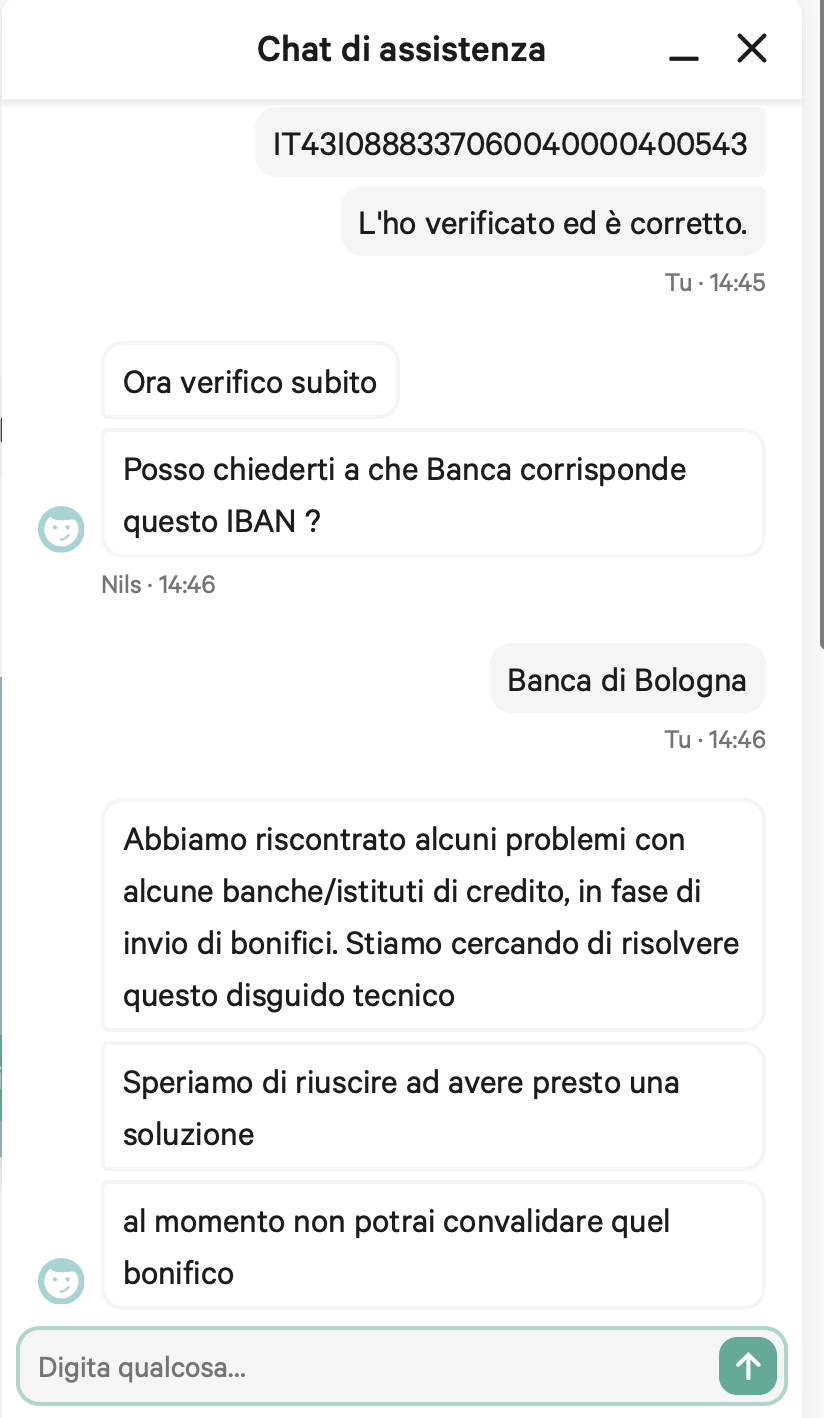 Chat di assistenza
IT43I0888337060040000400543
L'ho verificato ed è corretto.
Tu · 14:45
Ora verifico subito
Posso chiederti a che Banca corrisponde
questo IBAN ?
Nils · 14:46
Banca di Bologna
Tu · 14:46
Abbiamo riscontrato alcuni problemi con
alcune banche/istituti di credito, in fase di
invio di bonifici. Stiamo cercando di risolvere
questo disguido tecnico
Speriamo di riuscire ad avere presto una
soluzione
al momento non potrai convalidare quel
bonifico
Digita qualcosa...